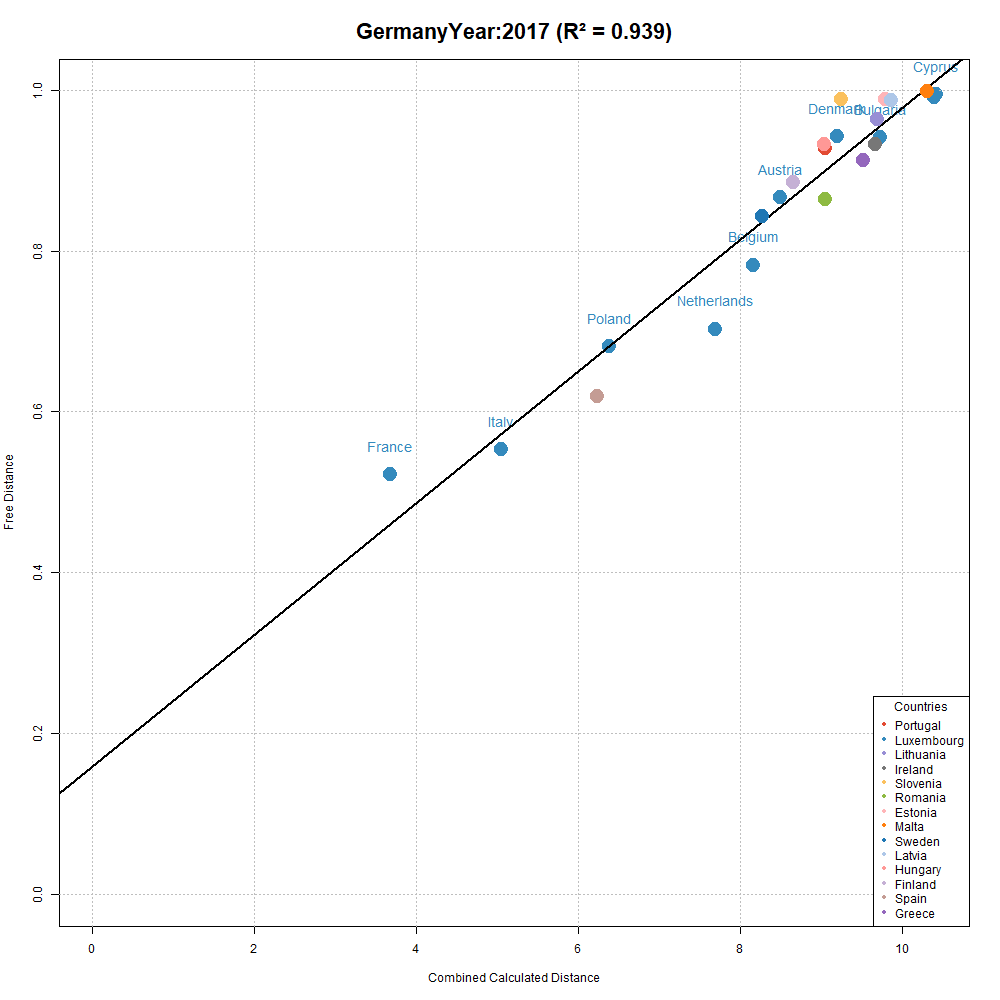 GermanyYear:2017 (R² = 0.939)
Cyprus
Denmark
Bulgaria
Austria
Belgium
Netherlands
Poland
Italy
France
Free Distance
0.0
0.2
0.4
0.6
0.8
1.0
Countries
Portugal
Luxembourg
Lithuania
Ireland
Slovenia
Romania
Estonia
Malta
Sweden
Latvia
Hungary
Finland
Spain
Greece
0 2 4 6 8 10
Combined Calculated Distance